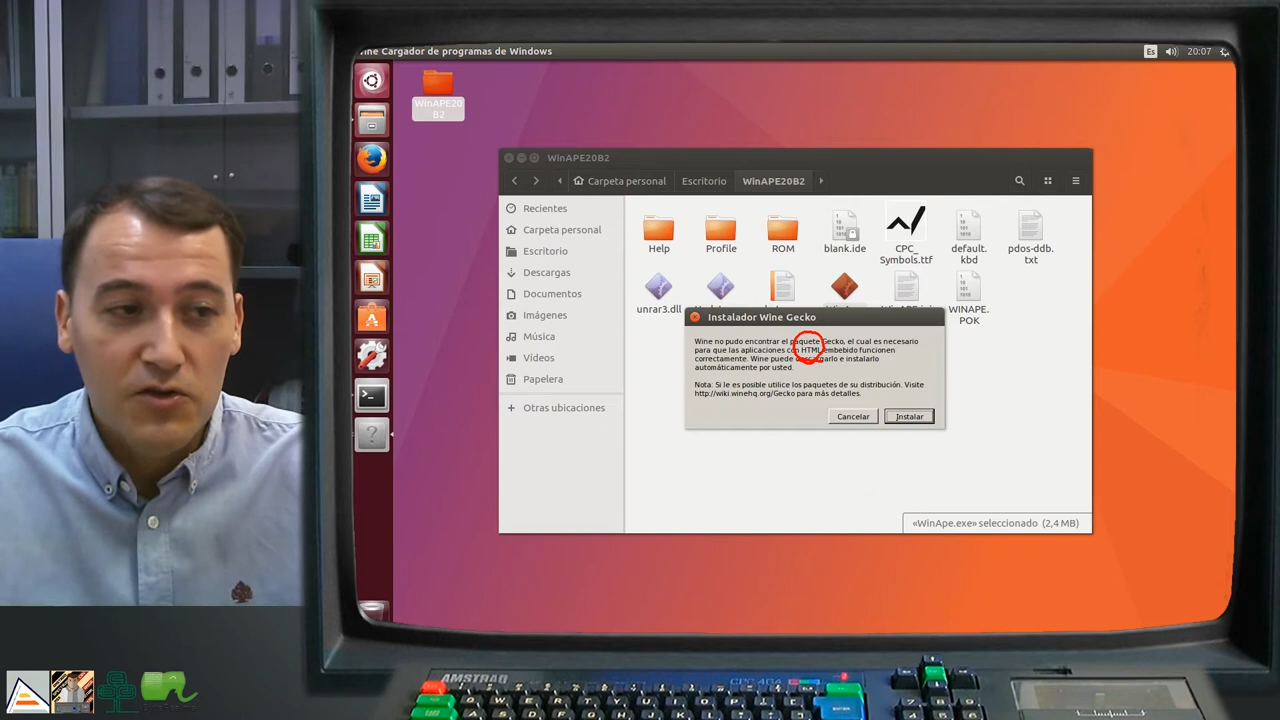 ine Cargador de programas de Windows
Es
20:07
WinAPE20
B2
WinAPE20B2
Carpeta personal
Escritorio
WinAPE20B2
Recientes
Carpeta personal
Escritorio
Descargas
Documentos
Imágenes
Música
Vídeos
Papelera
Otras ubicaciones
Help
Profile
ROM
blank.ide
CPC_
Symbols.ttf
default.
kbd
pdos-ddb.
txt
unrar3.dll
WINAPE.
POK
Instalador Wine Gecko
Wine no pudo encontrar el paquete Gecko, el cual es necesario
para que las aplicaciones con HTML embebido funcionen
correctamente. Wine puede descargarlo e instalarlo
automáticamente por usted.
Nota: Si le es posible utilice los paquetes de su distribución. Visite
http://wiki.winehq.org/Gecko para más detalles.
Cancelar
Instalar
«WinApe.exe» seleccionado (2,4 MB)
AMSTRAD
CPC 464